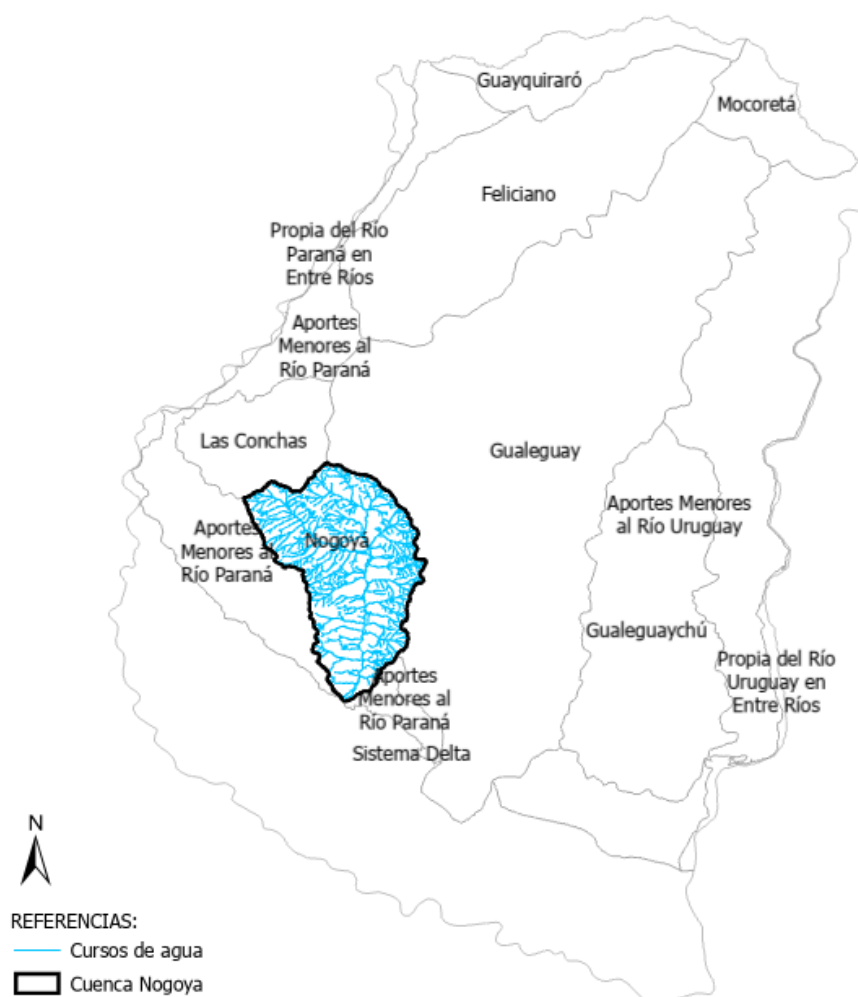 Guayquiraró
Mocoretá
Feliciano
Propia del Río
Paraná en
Entre Ríos
Aportes
Menores al
Río Paraná
Las Conchas
Gualeguay
Aportes Menores
al Río Uruguay
Aportes
Menores al
Río Paraná
Nogoyá
Gualeguaychú
Propia del Río
Uruguay en
Entre Ríos
Aportes
Menores al
Río Paraná
Sistema Delta
N
REFERENCIAS:
Cursos de agua
Cuenca Nogoya